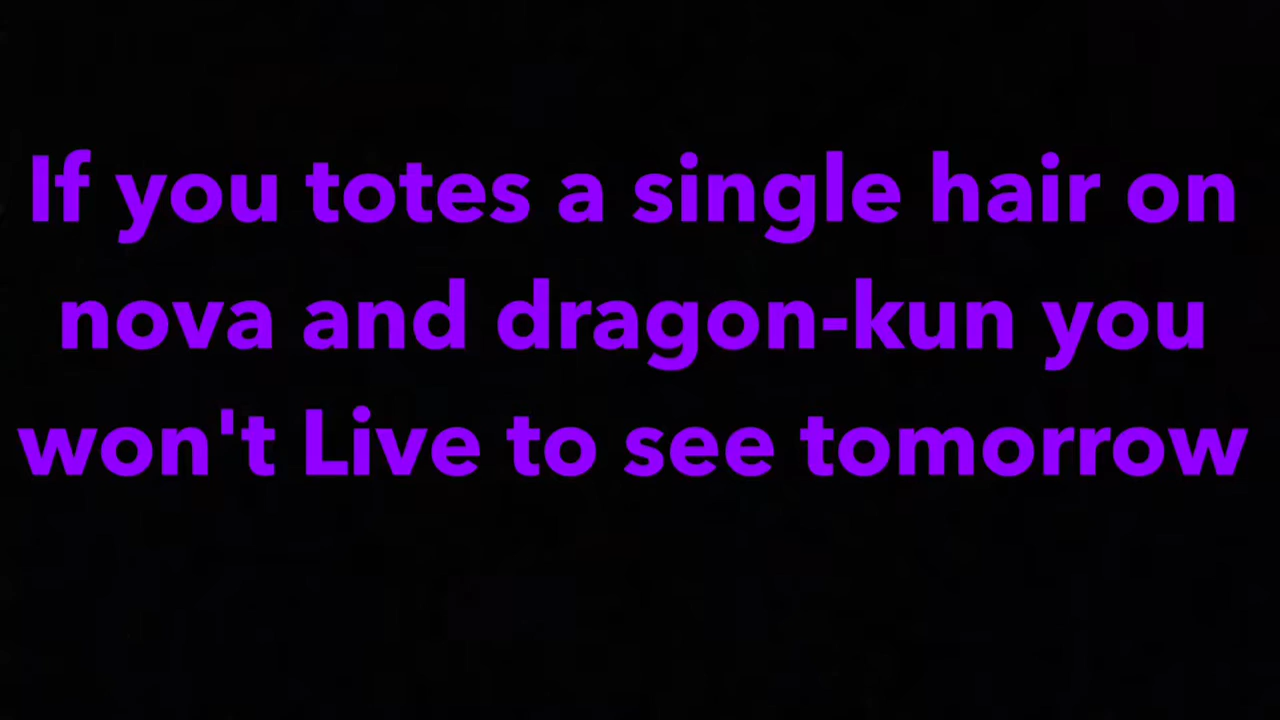 If you totes a single hair on
nova and dragon-kun you
won't Live to see tomorrow